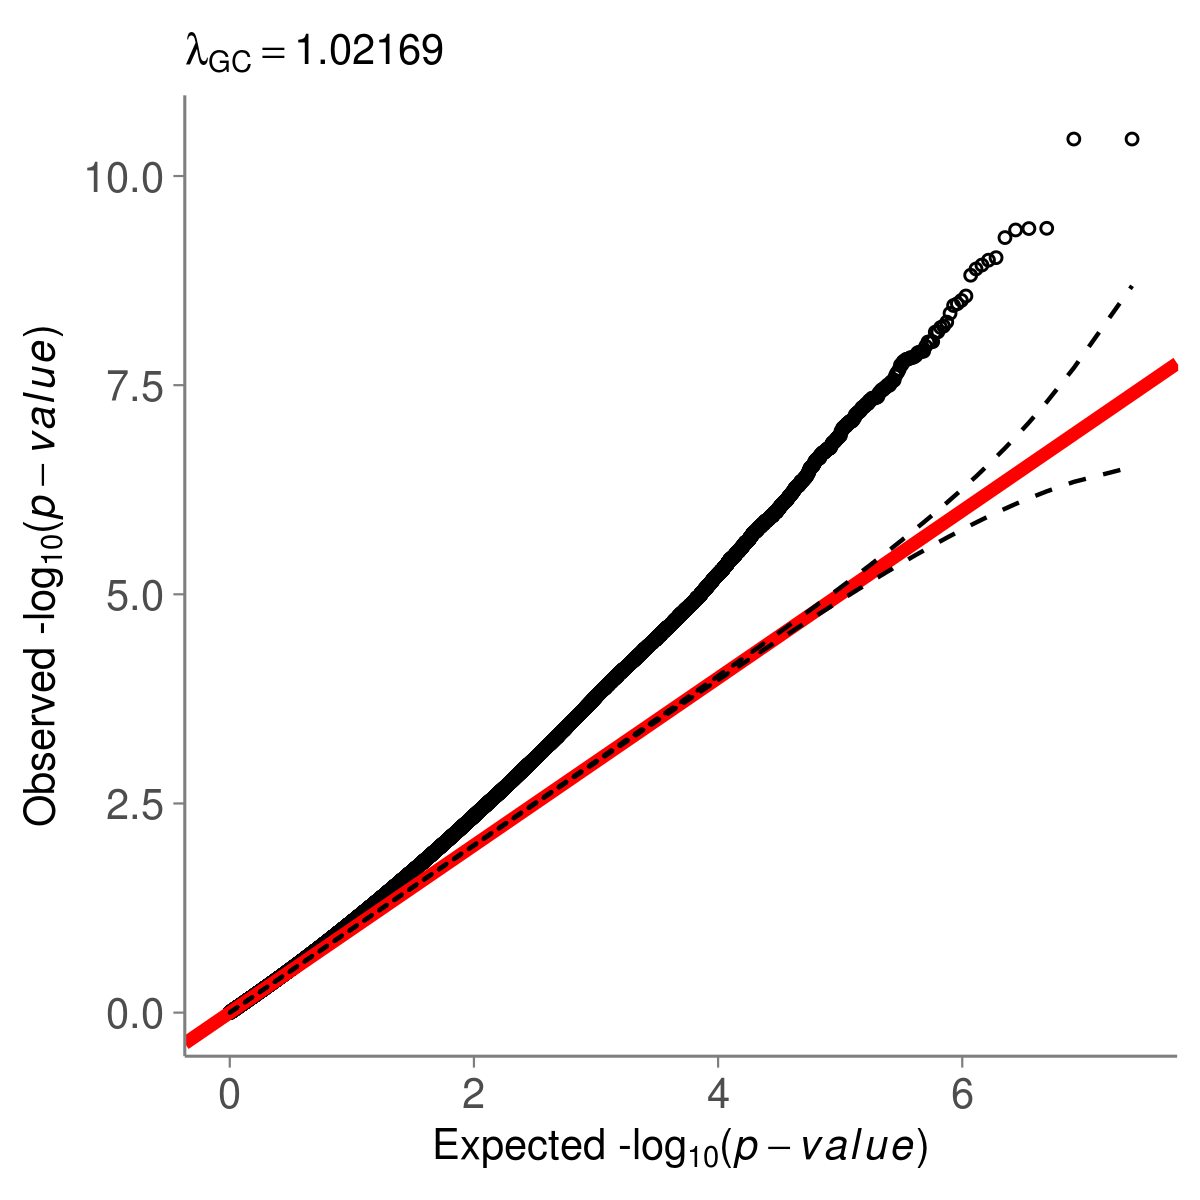 λGC = 1.02169
10.0
7.5
5.0
2.5
0.0
Observed -log10(p − value)
0 2 4 6
Expected -log10(p − value)